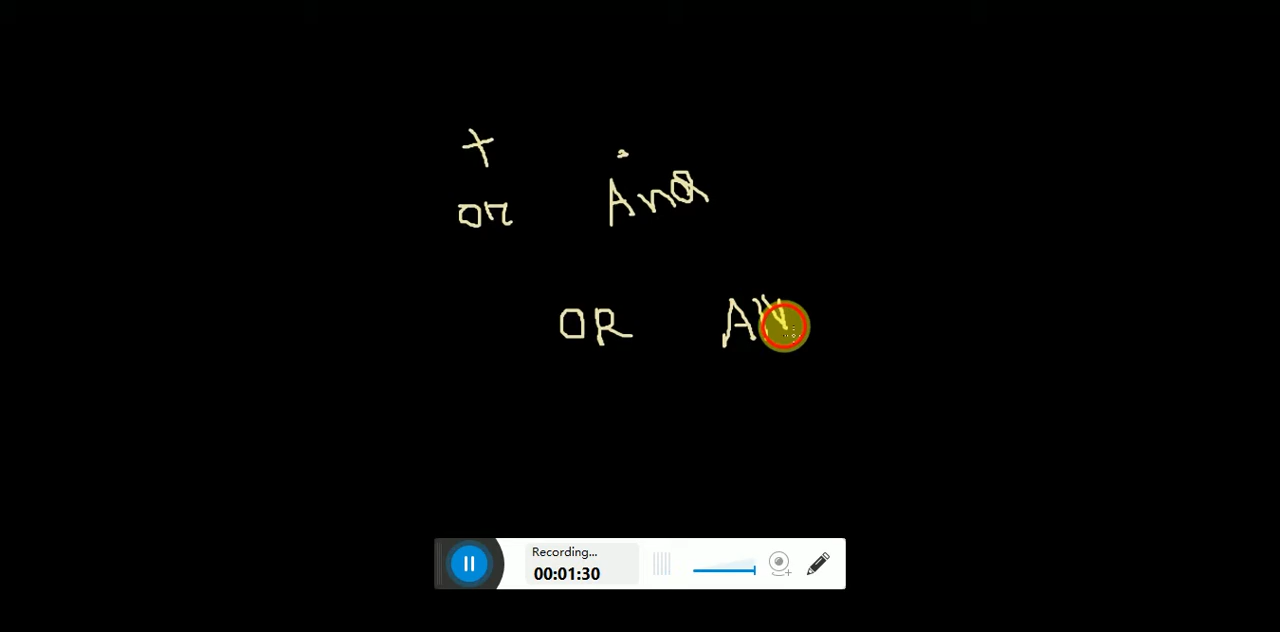 +
or And
OR
Recording...
00:01:30